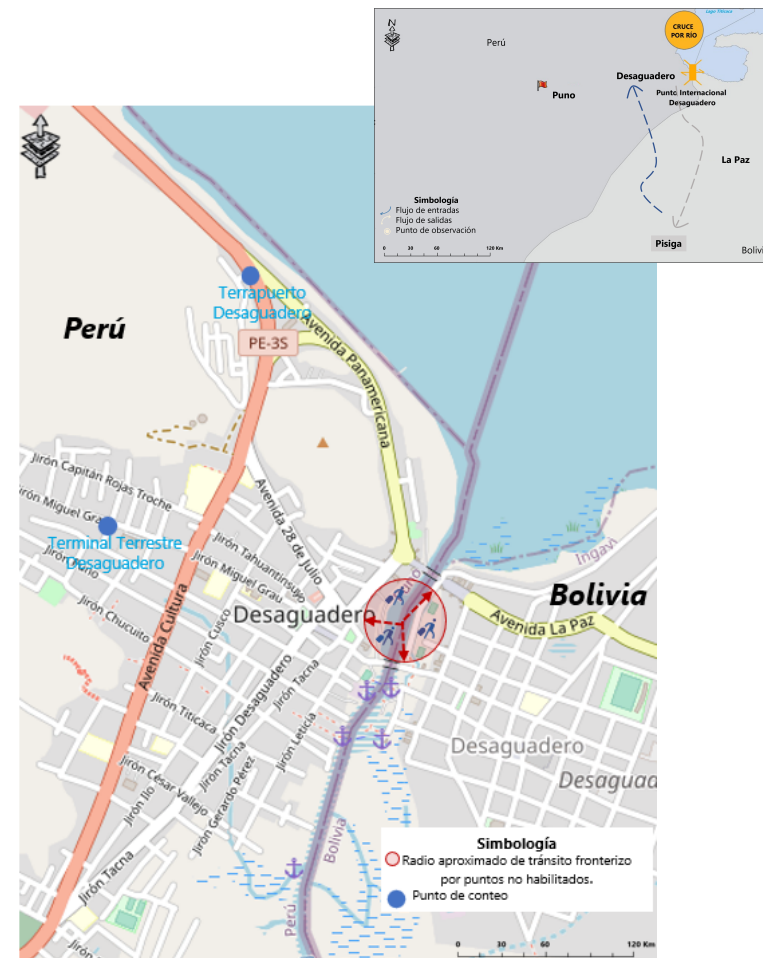 N
Perú
Puno
CRUCE
POR RÍO
Desaguadero
Punto Internacional
Desaguadero
La Paz
Simbología
Flujo de entradas
Flujo de salidas
Punto de observación
0 30 60 120 Km
Pisiga
Terrapuerto
Desaguadero
Perú
PE-3S
Avenida Panamericana
Jirón Capitán Rojas Troche
Jirón Miguel Grau
Terminal Terrestre
Desaguadero
Avenida 28 de Julio
Jirón Tahuantinsuyo
Jirón Miguel Grau
Ingavi
Bolivia
Avenida La Paz
Desaguadero
Jirón Chucuito
Avenida Cultura
Jirón Cusco
Jirón Desaguadero
Jirón Tacna
Jirón Titicaca
Jirón Leticia
Jirón Tacna
Jirón César Vallejo
Jirón Ilo
Jirón Gerardo Pérez
Jirón Tacna
Desaguadero
Bolivia
Perú
Simbología
Radio aproximado de tránsito fronterizo
por puntos no habilitados.
Punto de conteo
0 30 60 120 Km